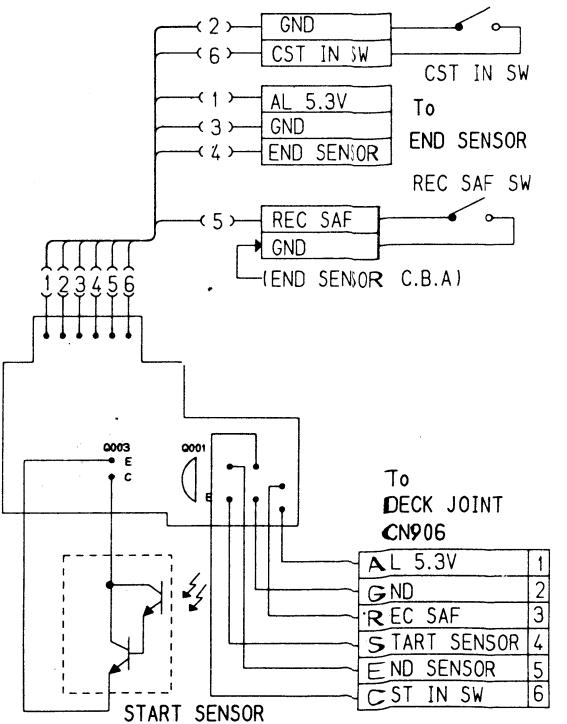 2 GND
6 CST IN SW
CST IN SW
1 AL 5.3V
3 GND
4 END SENSOR
To
END SENSOR
REC SAF SW
5 REC SAF
GND
(END SENSOR C.B.A)
1 2 3 4 5 6
Q003
E
C
Q001
E
To
DECK JOINT
CN906
AL 5.3V 1
GND 2
REC SAF 3
START SENSOR 4
END SENSOR 5
CST IN SW 6
START SENSOR